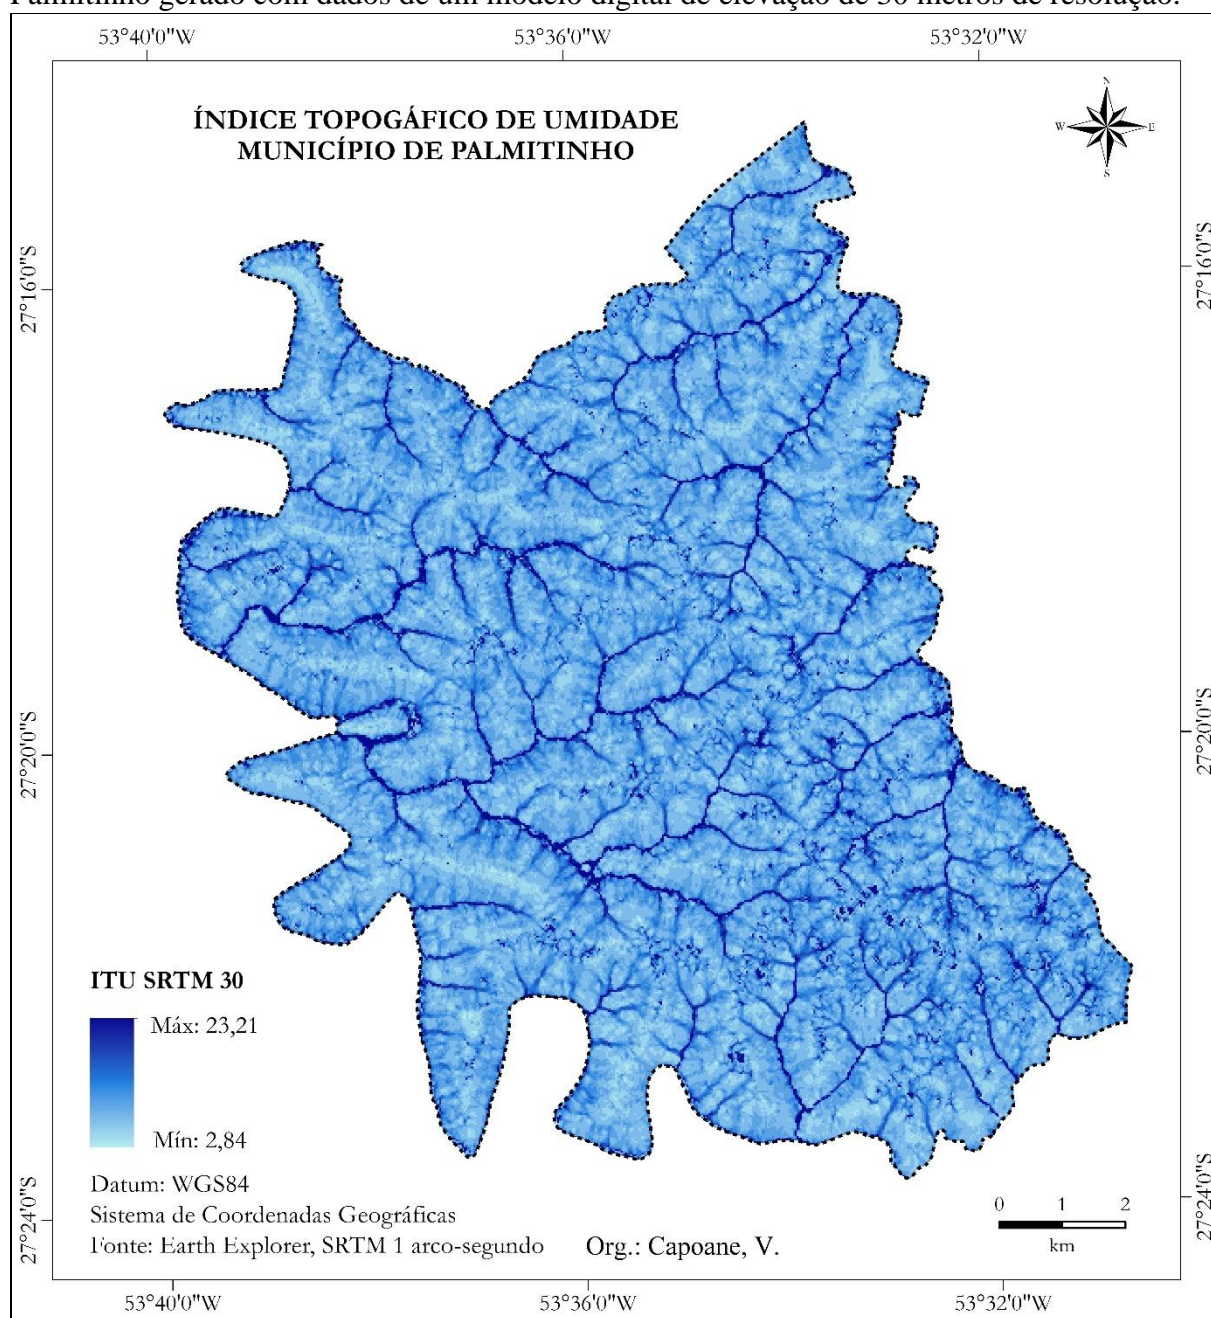 Palmitinho gerado com dados de um modelo digital de elevação de 30 metros de resolução.
53°40'0"W 53°36'0"W 53°32'0"W
ÍNDICE TOPOGÁFICO DE UMIDADE
MUNICÍPIO DE PALMITINHO
N
W E
S
27°16'0"S 27°16'0"S
27°20'0"S 27°20'0"S
ITU SRTM 30
Máx: 23,21
Mín: 2,84
Datum: WGS84
Sistema de Coordenadas Geográficas
Fonte: Earth Explorer, SRTM 1 arco-segundo Org.: Capoane, V.
0 1 2
km
27°24'0"S 27°24'0"S
53°40'0"W 53°36'0"W 53°32'0"W